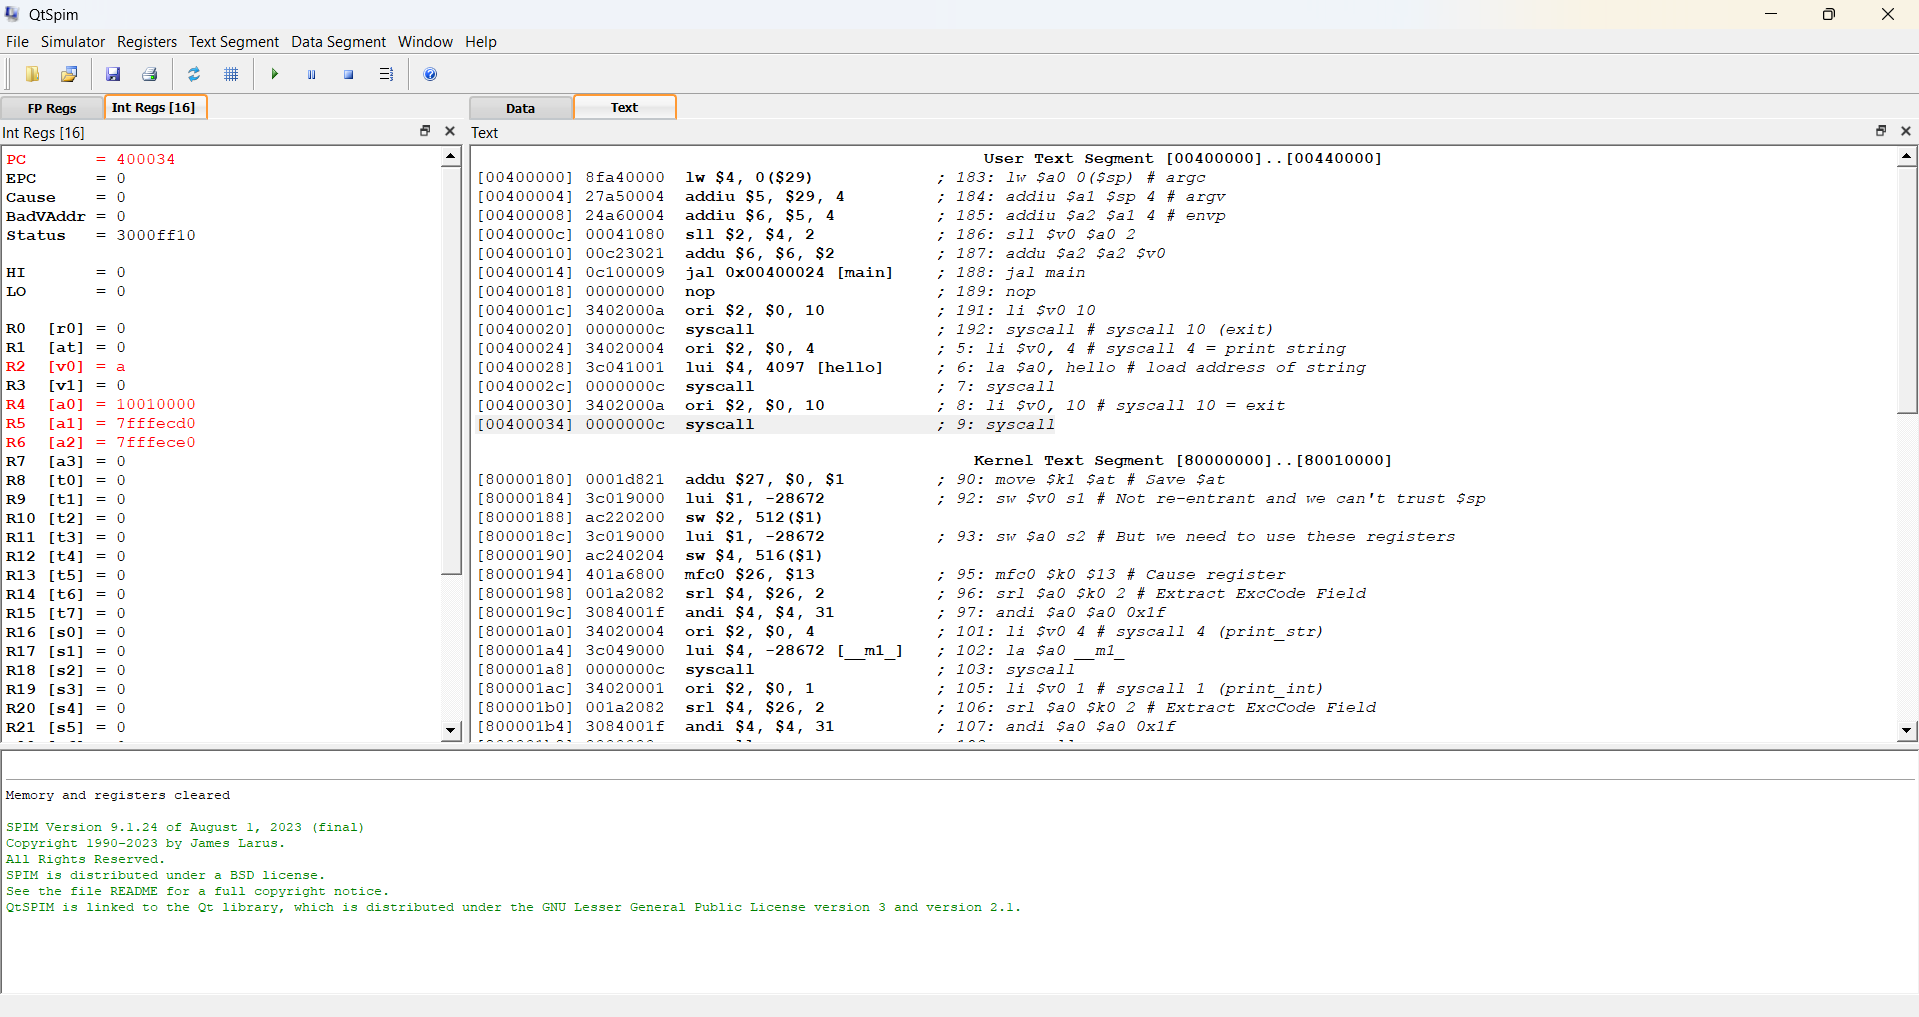 QtSpim
File Simulator Registers Text Segment Data Segment Window Help
FP Regs Int Regs [16]
Data Text
Int Regs [16]
Text
PC = 400034
EPC = 0
Cause = 0
BadVAddr = 0
Status = 3000ff10
HI = 0
LO = 0
R0 [r0] = 0
R1 [at] = 0
R2 [v0] = a
R3 [v1] = 0
R4 [a0] = 10010000
R5 [a1] = 7fffecd0
R6 [a2] = 7fffece0
R7 [a3] = 0
R8 [t0] = 0
R9 [t1] = 0
R10 [t2] = 0
R11 [t3] = 0
R12 [t4] = 0
R13 [t5] = 0
R14 [t6] = 0
R15 [t7] = 0
R16 [s0] = 0
R17 [s1] = 0
R18 [s2] = 0
R19 [s3] = 0
R20 [s4] = 0
R21 [s5] = 0
User Text Segment [00400000]..[00440000]
[00400000] 8fa40000 lw $4, 0($29) ; 183: lw $a0 0($sp) # argc
[00400004] 27a50004 addiu $5, $29, 4 ; 184: addiu $a1 $sp 4 # argv
[00400008] 24a60004 addiu $6, $5, 4 ; 185: addiu $a2 $a1 4 # envp
[0040000c] 00041080 sll $2, $4, 2 ; 186: sll $v0 $a0 2
[00400010] 00c23021 addu $6, $6, $2 ; 187: addu $a2 $a2 $v0
[00400014] 0c100009 jal 0x00400024 [main] ; 188: jal main
[00400018] 00000000 nop ; 189: nop
[0040001c] 3402000a ori $2, $0, 10 ; 191: li $v0 10
[00400020] 0000000c syscall ; 192: syscall # syscall 10 (exit)
[00400024] 34020004 ori $2, $0, 4 ; 5: li $v0, 4 # syscall 4 = print string
[00400028] 3c041001 lui $4, 4097 [hello] ; 6: la $a0, hello # load address of string
[0040002c] 0000000c syscall ; 7: syscall
[00400030] 3402000a ori $2, $0, 10 ; 8: li $v0, 10 # syscall 10 = exit
[00400034] 0000000c syscall ; 9: syscall
Kernel Text Segment [80000000]..[80010000]
[80000180] 0001d821 addu $27, $0, $1 ; 90: move $k1 $at # Save $at
[80000184] 3c019000 lui $1, -28672 ; 92: sw $v0 s1 # Not re-entrant and we can't trust $sp
[80000188] ac220200 sw $2, 512($1)
[8000018c] 3c019000 lui $1, -28672 ; 93: sw $a0 s2 # But we need to use these registers
[80000190] ac240204 sw $4, 516($1)
[80000194] 401a6800 mfc0 $26, $13 ; 95: mfc0 $k0 $13 # Cause register
[80000198] 001a2082 srl $4, $26, 2 ; 96: srl $a0 $k0 2 # Extract ExcCode Field
[8000019c] 3084001f andi $4, $4, 31 ; 97: andi $a0 $a0 0x1f
[800001a0] 34020004 ori $2, $0, 4 ; 101: li $v0 4 # syscall 4 (print_str)
[800001a4] 3c049000 lui $4, -28672 [__m1_] ; 102: la $a0 __m1_
[800001a8] 0000000c syscall ; 103: syscall
[800001ac] 34020001 ori $2, $0, 1 ; 105: li $v0 1 # syscall 1 (print_int)
[800001b0] 001a2082 srl $4, $26, 2 ; 106: srl $a0 $k0 2 # Extract ExcCode Field
[800001b4] 3084001f andi $4, $4, 31 ; 107: andi $a0 $a0 0x1f
Memory and registers cleared
SPIM Version 9.1.24 of August 1, 2023 (final)
Copyright 1990-2023 by James Larus.
All Rights Reserved.
SPIM is distributed under a BSD license.
See the file README for a full copyright notice.
QtSPIM is linked to the Qt library, which is distributed under the GNU Lesser General Public License version 3 and version 2.1.